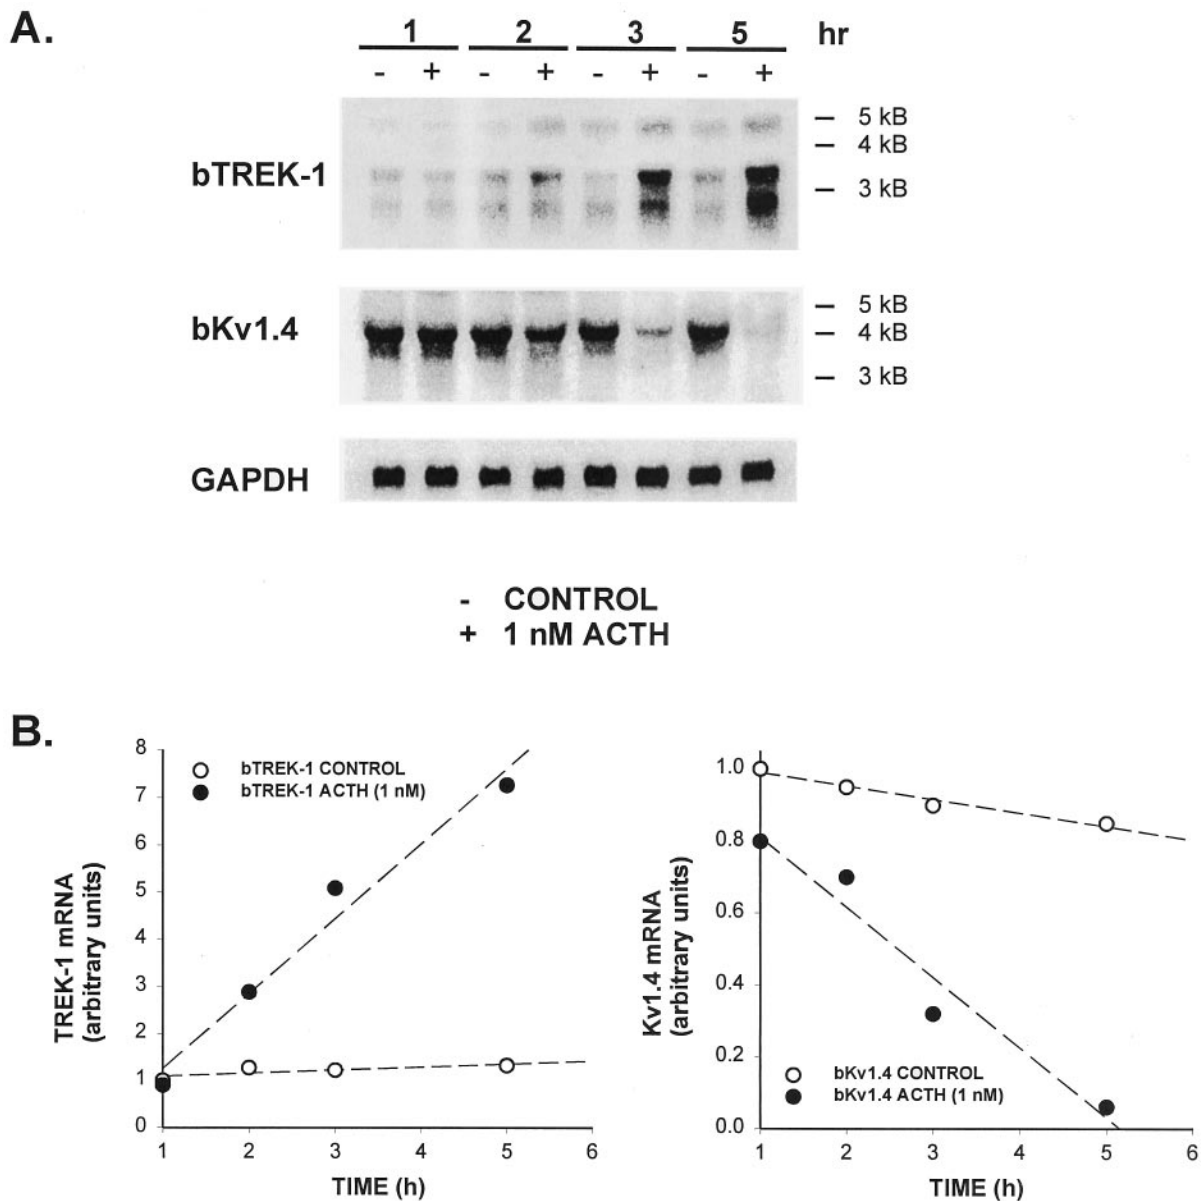 A.
1 2 3 5 hr
- + - + - + - +
bTREK-1
5 kB
4 kB
3 kB
bKv1.4
5 kB
4 kB
3 kB
GAPDH
- CONTROL
+ 1 nM ACTH
B.
TREK-1 mRNA
(arbitrary units)
8
7
6
5
4
3
2
1
0
bTREK-1 CONTROL
bTREK-1 ACTH (1 nM)
1 2 3 4 5 6
TIME (h)
Kv1.4 mRNA
(arbitrary units)
1.0
0.8
0.6
0.4
0.2
0.0
bKv1.4 CONTROL
bKv1.4 ACTH (1 nM)
1 2 3 4 5 6
TIME (h)